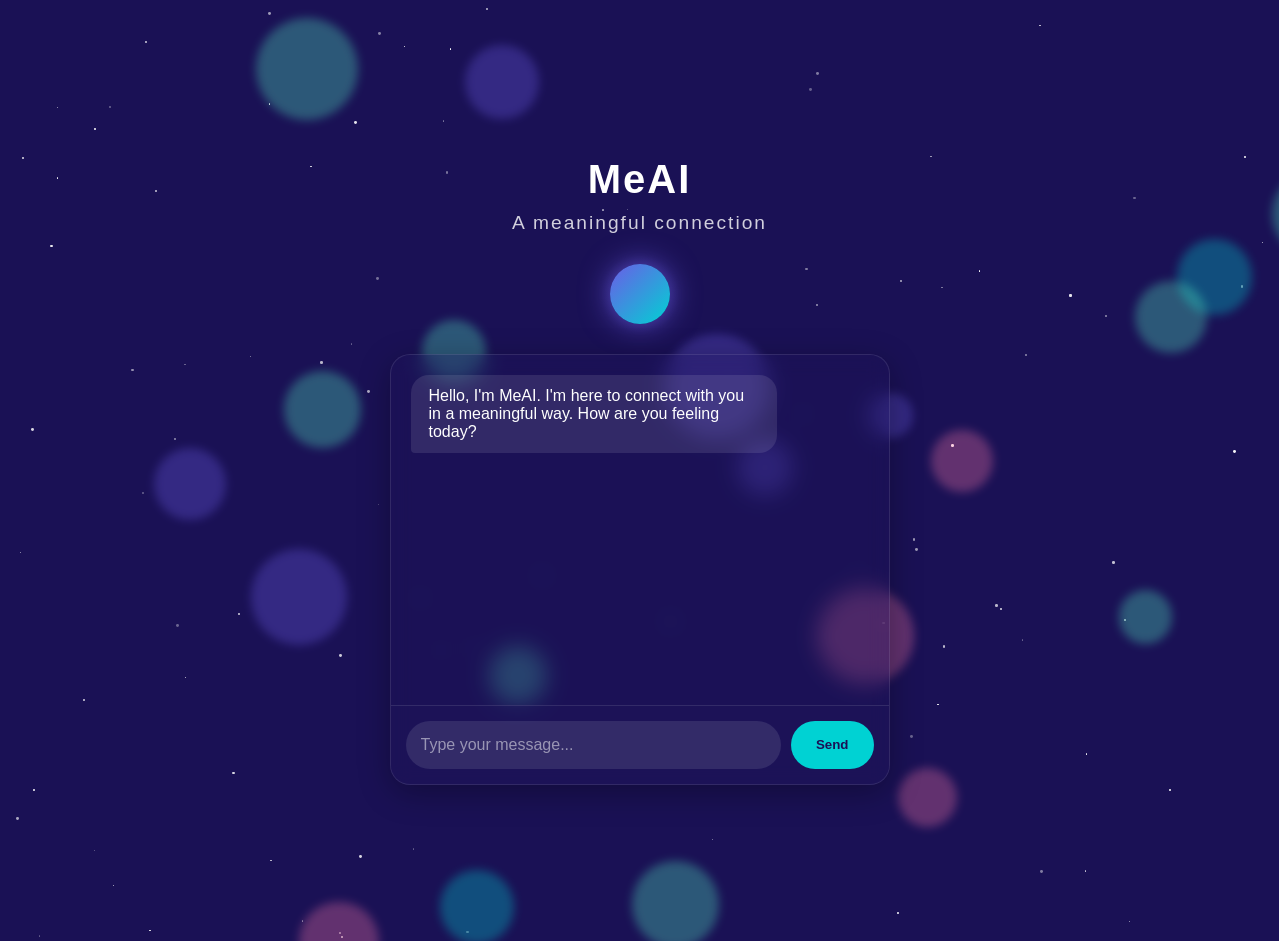 MeAI
A meaningful connection
Hello, I'm MeAI. I'm here to connect with you
in a meaningful way. How are you feeling
today?
Type your message...
Send